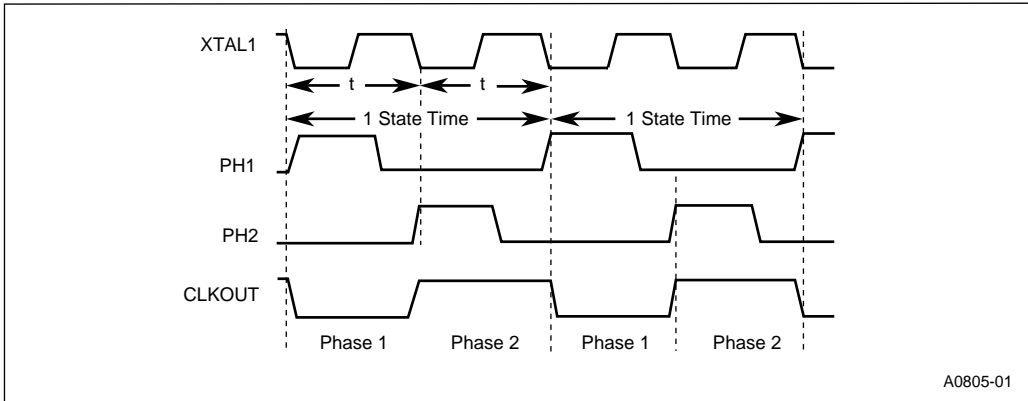 XTAL1
t t
1 State Time 1 State Time
PH1
PH2
CLKOUT
Phase 1 Phase 2 Phase 1 Phase 2
A0805-01